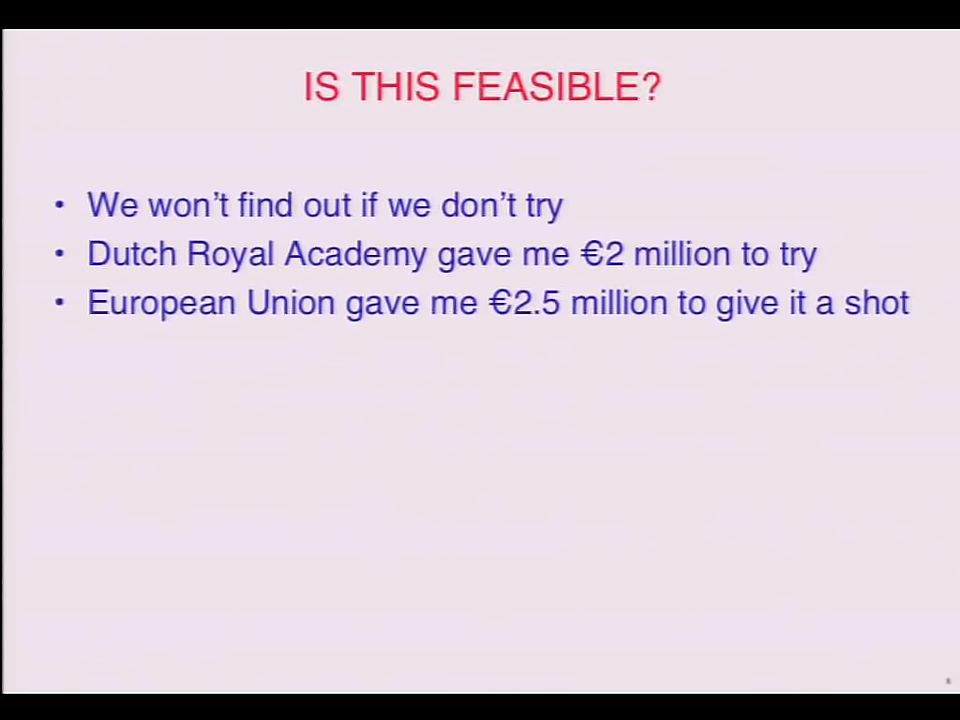 IS THIS FEASIBLE?
• We won't find out if we don't try
• Dutch Royal Academy gave me €2 million to try
• European Union gave me €2.5 million to give it a shot